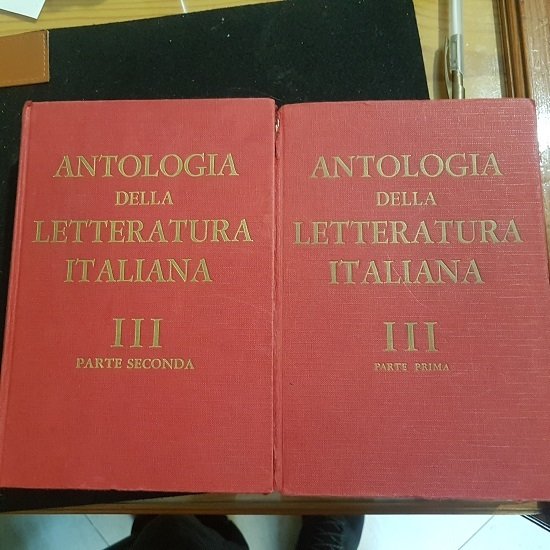 ANTOLOGIA
DELLA
LETTERATURA
ITALIANA
III
PARTE SECONDA
ANTOLOGIA
DELLA
LETTERATURA
ITALIANA
III
PARTE PRIMA